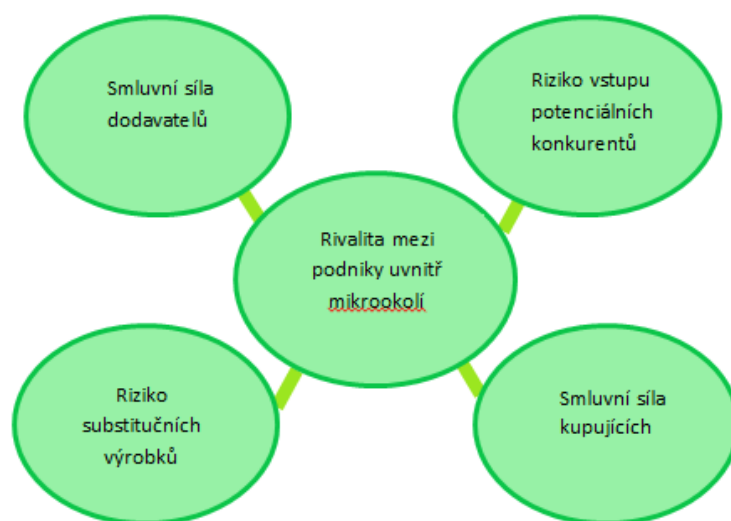 Smluvní síla
dodavatelů
Riziko vstupu
potenciálních
konkurentů
Rivalita mezi
podniky uvnitř
mikrookolí
Riziko
substitučních
výrobků
Smluvní síla
kupujících